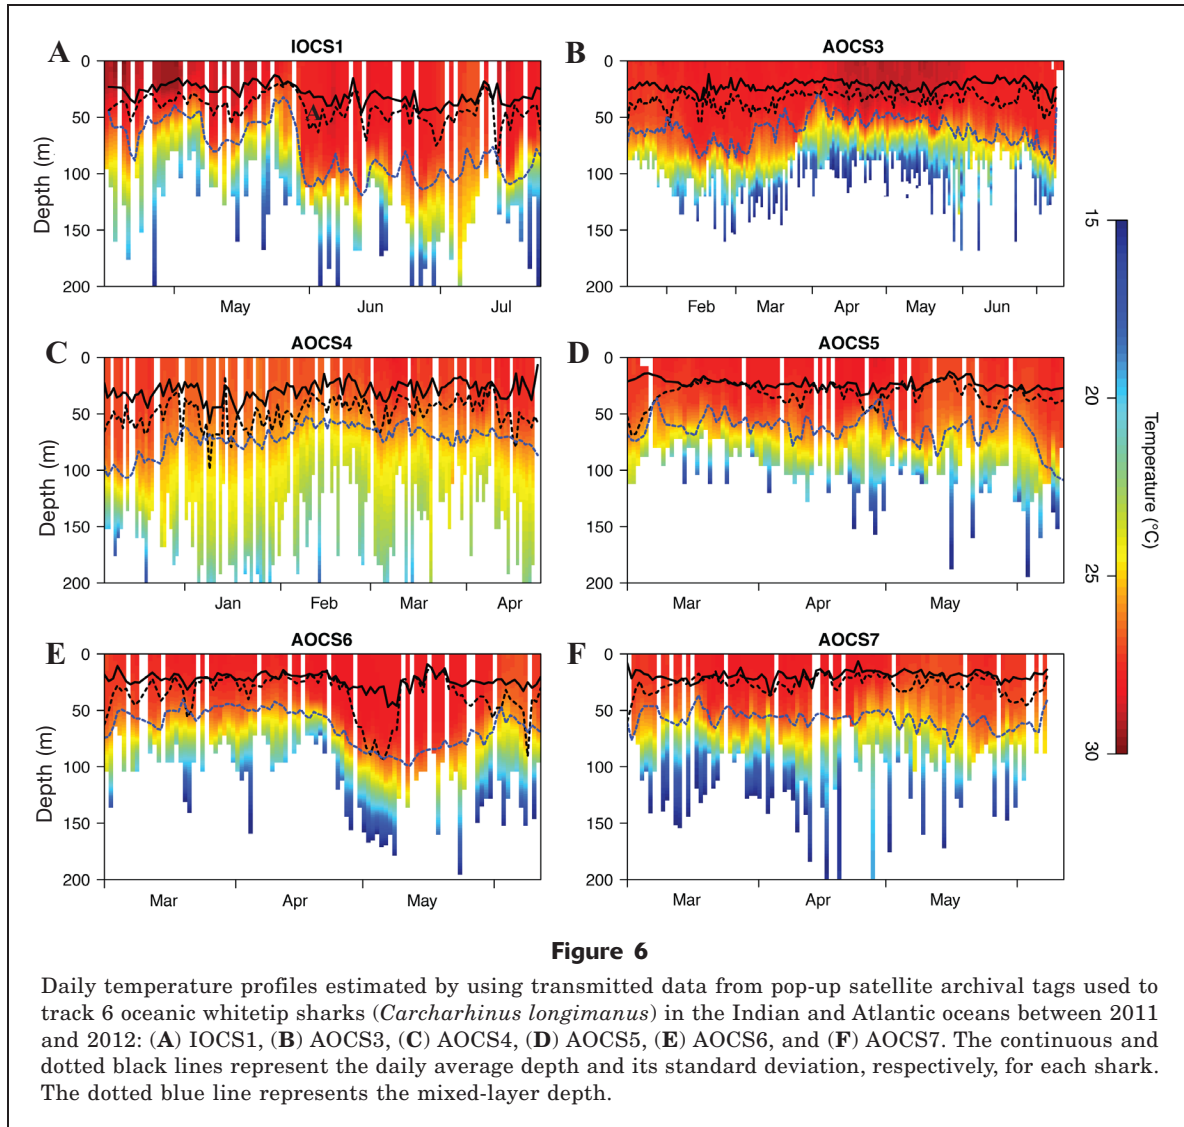 A
IOCS1
B
AOCS3
0
50
100
150
200
Depth (m)
May
Jun
Jul
0
50
100
150
200
Feb
Mar
Apr
May
Jun
C
AOCS4
D
AOCS5
0
50
100
150
200
Depth (m)
Jan
Feb
Mar
Apr
0
50
100
150
200
Mar
Apr
May
E
AOCS6
F
AOCS7
0
50
100
150
200
Depth (m)
Mar
Apr
May
0
50
100
150
200
Mar
Apr
May
15
20
25
30
Temperature (°C)
Figure 6
Daily temperature profiles estimated by using transmitted data from pop-up satellite archival tags used to
track 6 oceanic whitetip sharks (Carcharhinus longimanus) in the Indian and Atlantic oceans between 2011
and 2012: (A) IOCS1, (B) AOCS3, (C) AOCS4, (D) AOCS5, (E) AOCS6, and (F) AOCS7. The continuous and
dotted black lines represent the daily average depth and its standard deviation, respectively, for each shark.
The dotted blue line represents the mixed-layer depth.